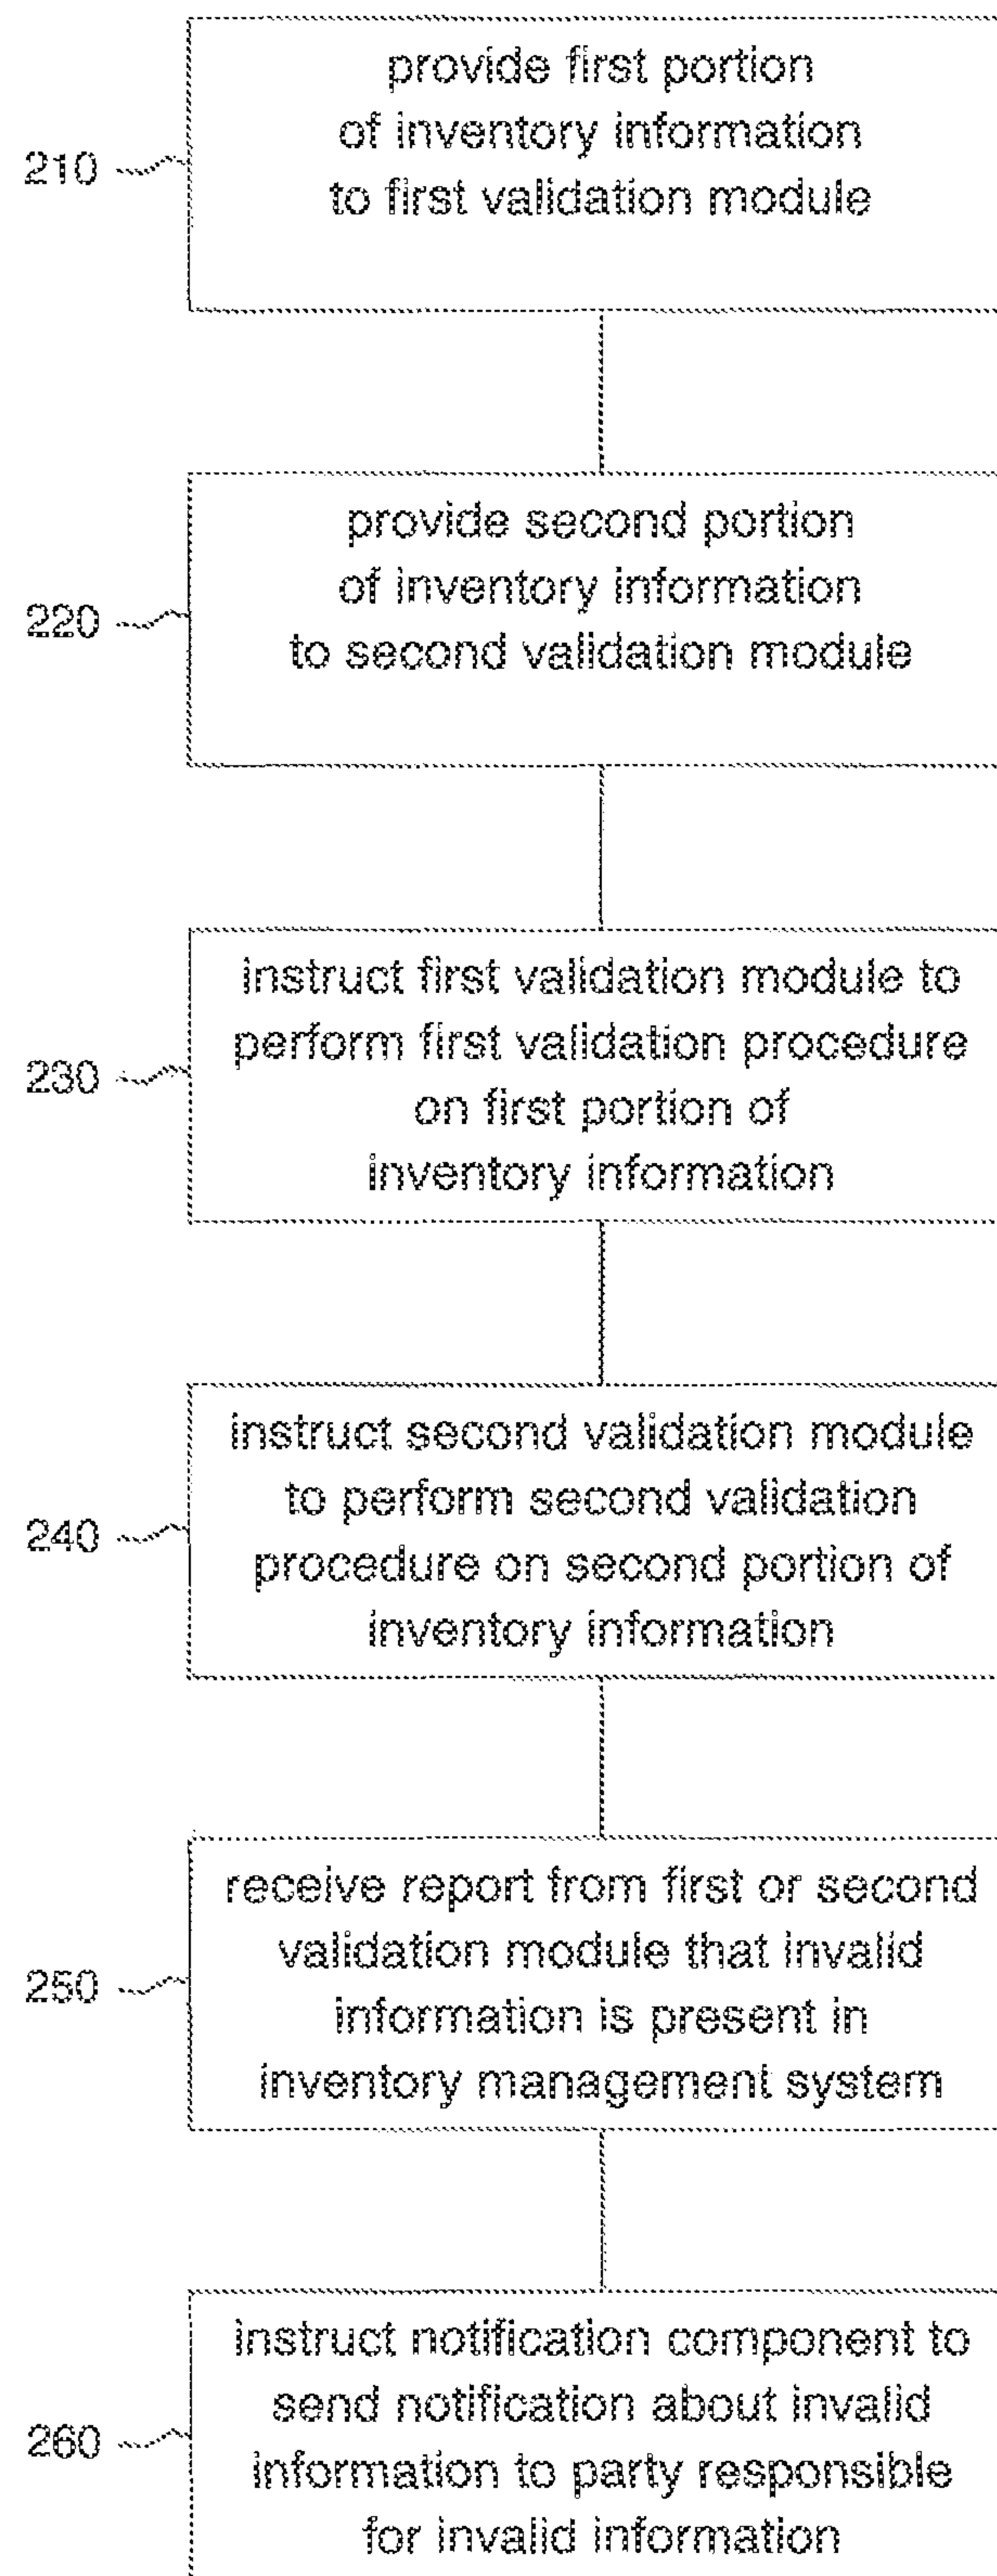 provide first portion
of inventory information
to first validation module
210
provide second portion
of inventory information
to second validation module
220
instruct first validation module to
perform first validation procedure
on first portion of
inventory information
230
instruct second validation module
to perform second validation
procedure on second portion of
inventory information
240
receive report from first or second
validation module that invalid
information is present in
inventory management system
250
instruct notification component to
send notification about invalid
information to party responsible
for invalid information
260